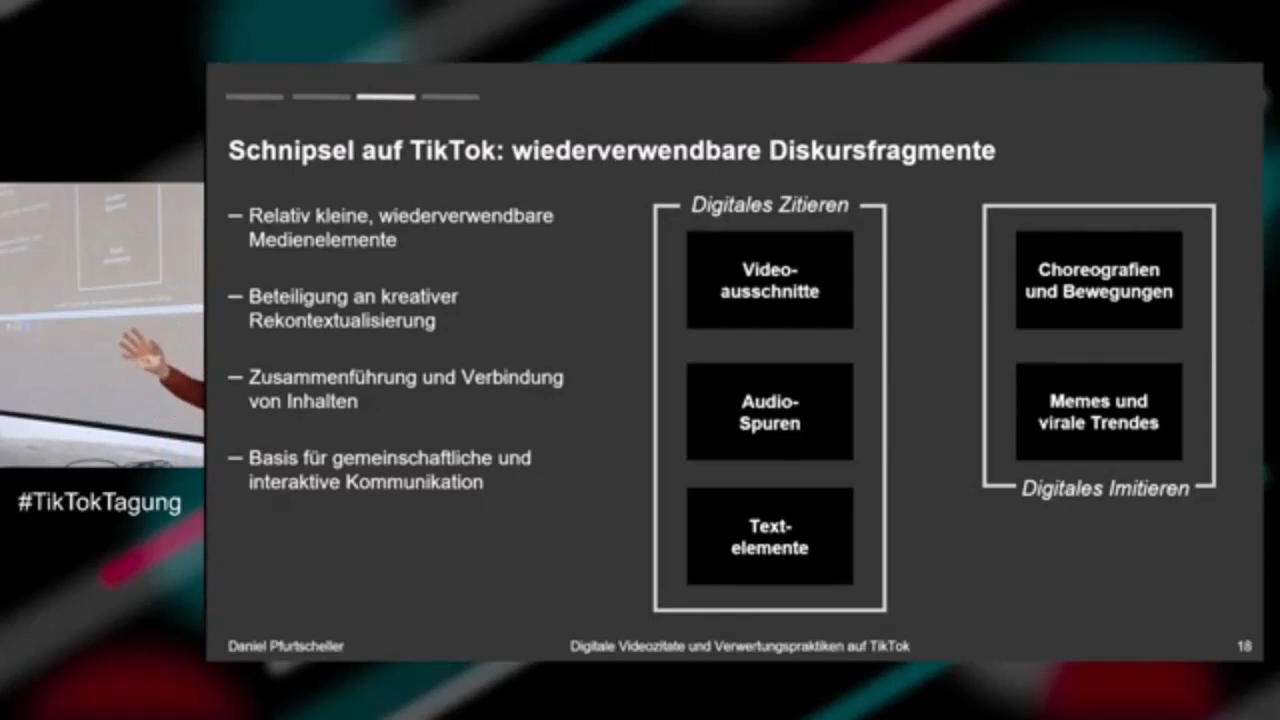 Schnipsel auf TikTok: wiederverwendbare Diskursfragmente
— Relativ kleine, wiederverwendbare
Medienelemente
— Beteiligung an kreativer
Rekontextualisierung
— Zusammenführung und Verbindung
von Inhalten
— Basis für gemeinschaftliche und
interaktive Kommunikation
Digitales Zitieren
Video-
ausschnitte
Audio-
Spuren
Text-
elemente
Choreografien
und Bewegungen
Memes und
virale Trendes
Digitales Imitieren
#TikTokTagung
Daniel Pfurtscheller
Digitale Videozitate und Verwertungspraktiken auf TikTok
18